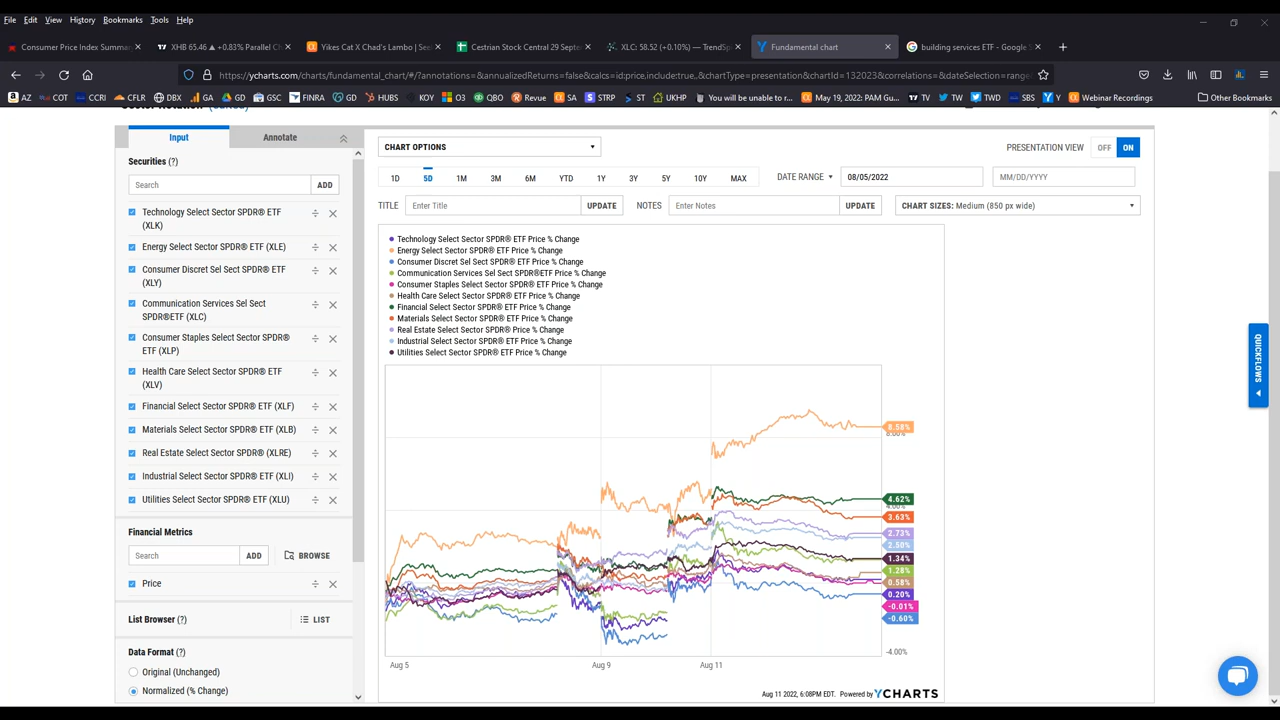 File Edit View History Bookmarks Tools Help
Consumer Price Index Summar
XHB 65.46 ▲ +0.83% Parallel Ch
Yikes Cat X Chad's Lambo | See
Cestrian Stock Central 29 Septe
XLC: 58.52 (+0.10%) — TrendSp
Fundamental chart
building services ETF - Google S
https://ycharts.com/charts/fundamental_chart/#/?annotations=&annualizedReturns=false&calcs=id:price,include:true,,&chartType=presentation&chartId=132023&correlations=&dateSelection=range
AZ COT CCRI CFLR DBX GA GD GSC FINRA GD HUBS KOY O3 QBO Revue SA STRP ST UKHP You will be unable to r... May 19, 2022: PAM Gu... TV TW TWD SBS Y Webinar Recordings Other Bookmarks
Input Annotate
Securities (?)
Search ADD
Technology Select Sector SPDR® ETF
(XLK)
Energy Select Sector SPDR® ETF (XLE)
Consumer Discret Sel Sect SPDR® ETF
(XLY)
Communication Services Sel Sect
SPDR®ETF (XLC)
Consumer Staples Select Sector SPDR®
ETF (XLP)
Health Care Select Sector SPDR® ETF
(XLV)
Financial Select Sector SPDR® ETF (XLF)
Materials Select Sector SPDR® ETF (XLB)
Real Estate Select Sector SPDR® (XLRE)
Industrial Select Sector SPDR® ETF (XLI)
Utilities Select Sector SPDR® ETF (XLU)
Financial Metrics
Search ADD BROWSE
Price
List Browser (?) LIST
Data Format (?)
Original (Unchanged)
Normalized (% Change)
CHART OPTIONS
PRESENTATION VIEW OFF ON
1D 5D 1M 3M 6M YTD 1Y 3Y 5Y 10Y MAX DATE RANGE 08/05/2022 MM/DD/YYYY
TITLE Enter Title UPDATE NOTES Enter Notes UPDATE CHART SIZES: Medium (850 px wide)
Technology Select Sector SPDR® ETF Price % Change
Energy Select Sector SPDR® ETF Price % Change
Consumer Discret Sel Sect SPDR® ETF Price % Change
Communication Services Sel Sect SPDR®ETF Price % Change
Consumer Staples Select Sector SPDR® ETF Price % Change
Health Care Select Sector SPDR® ETF Price % Change
Financial Select Sector SPDR® ETF Price % Change
Materials Select Sector SPDR® ETF Price % Change
Real Estate Select Sector SPDR® Price % Change
Industrial Select Sector SPDR® ETF Price % Change
Utilities Select Sector SPDR® ETF Price % Change
8.58%
4.62%
3.63%
2.73%
2.50%
1.34%
1.28%
0.58%
0.20%
-0.01%
-0.60%
-4.00%
Aug 5 Aug 9 Aug 11
Aug 11 2022, 6:08PM EDT. Powered by YCHARTS
QUICKFLOWS